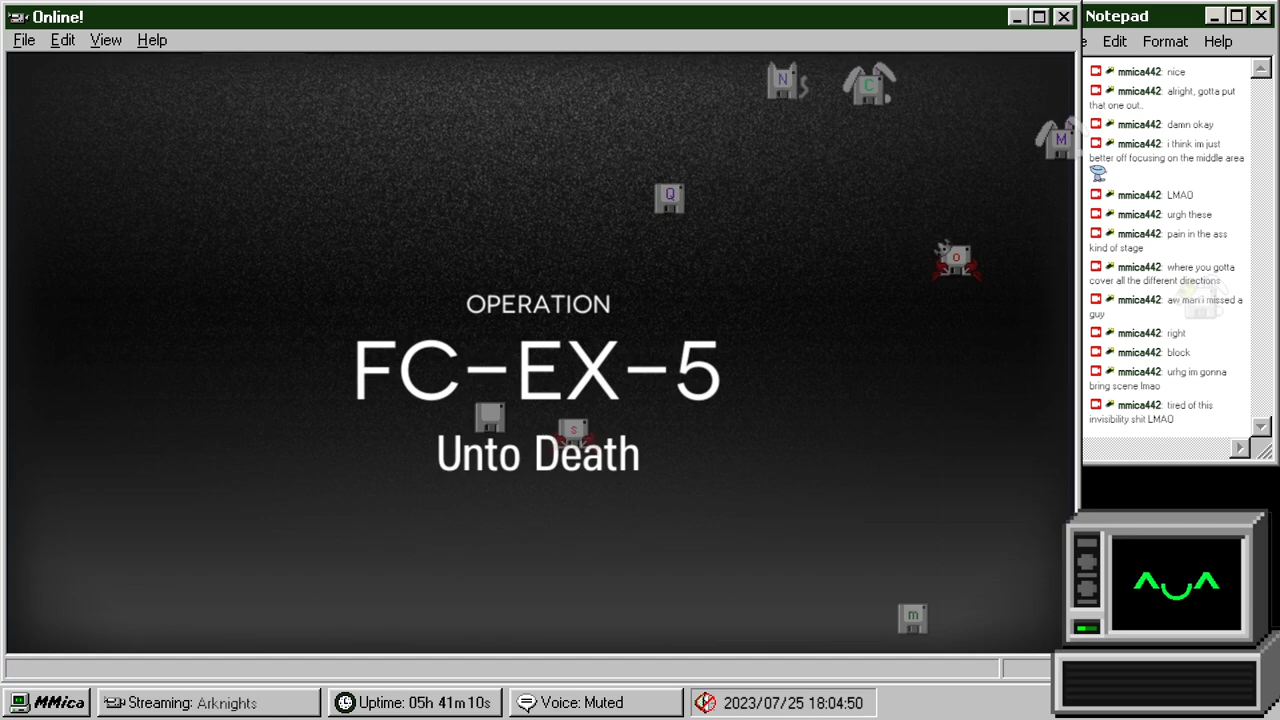 Online!
File Edit View Help
N
C
M
Q
o
OPERATION
FC-EX-5
s
Unto Death
m
Notepad
e Edit Format Help
mmica442: nice
mmica442: alright, gotta put
that one out..
mmica442: damn okay
mmica442: i think im just
better off focusing on the middle area
mmica442: LMAO
mmica442: urgh these
mmica442: pain in the ass
kind of stage
mmica442: where you gotta
cover all the different directions
mmica442: aw man i missed a
guy
mmica442: right
mmica442: block
mmica442: urhg im gonna
bring scene lmao
mmica442: tired of this
invisibility shit LMAO
MMica
Streaming: Arknights
Uptime: 05h 41m 10s
Voice: Muted
2023/07/25 18:04:50